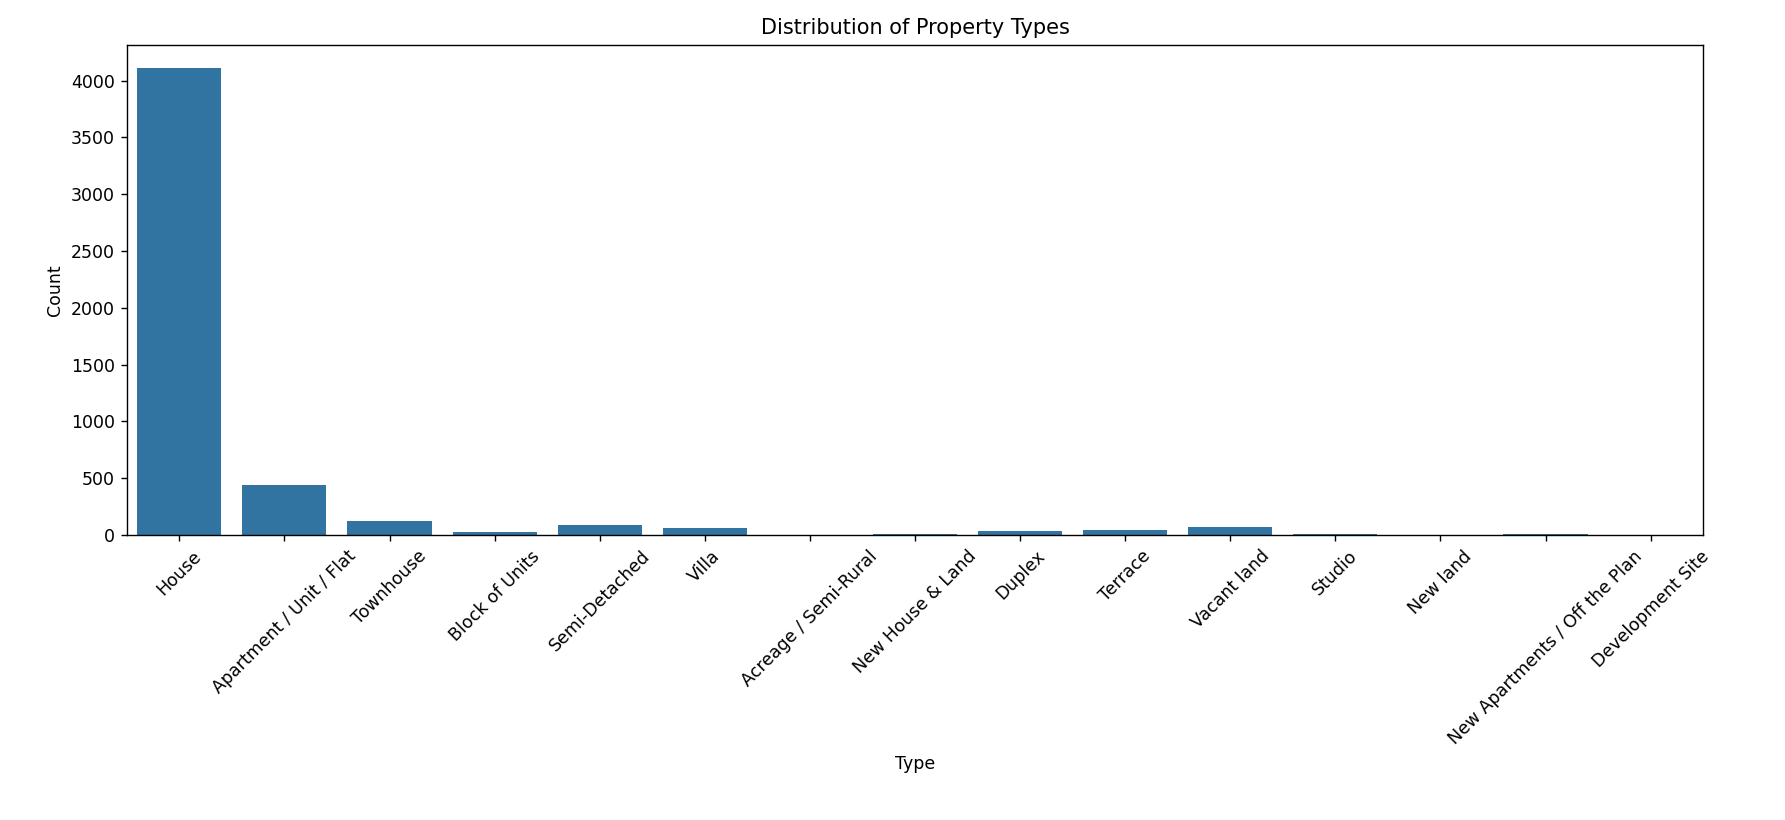 Distribution of Property Types
4000
3500
3000
2500
2000
1500
1000
500
0
Count
House
Apartment / Unit / Flat
Townhouse
Block of Units
Semi-Detached
Villa
Acreage / Semi-Rural
New House & Land
Duplex
Terrace
Vacant land
Studio
New land
New Apartments / Off the Plan
Development Site
Type